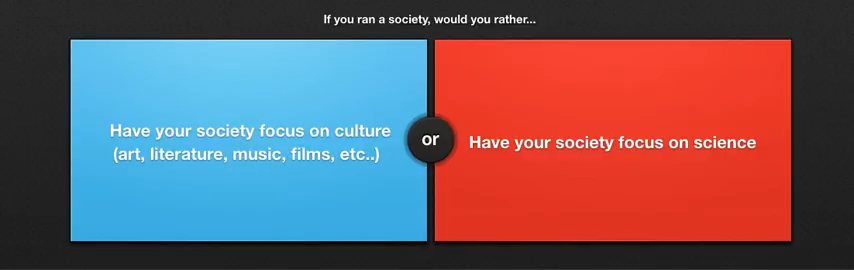 If you ran a society, would you rather...
Have your society focus on culture
(art, literature, music, films, etc..)
or
Have your society focus on science